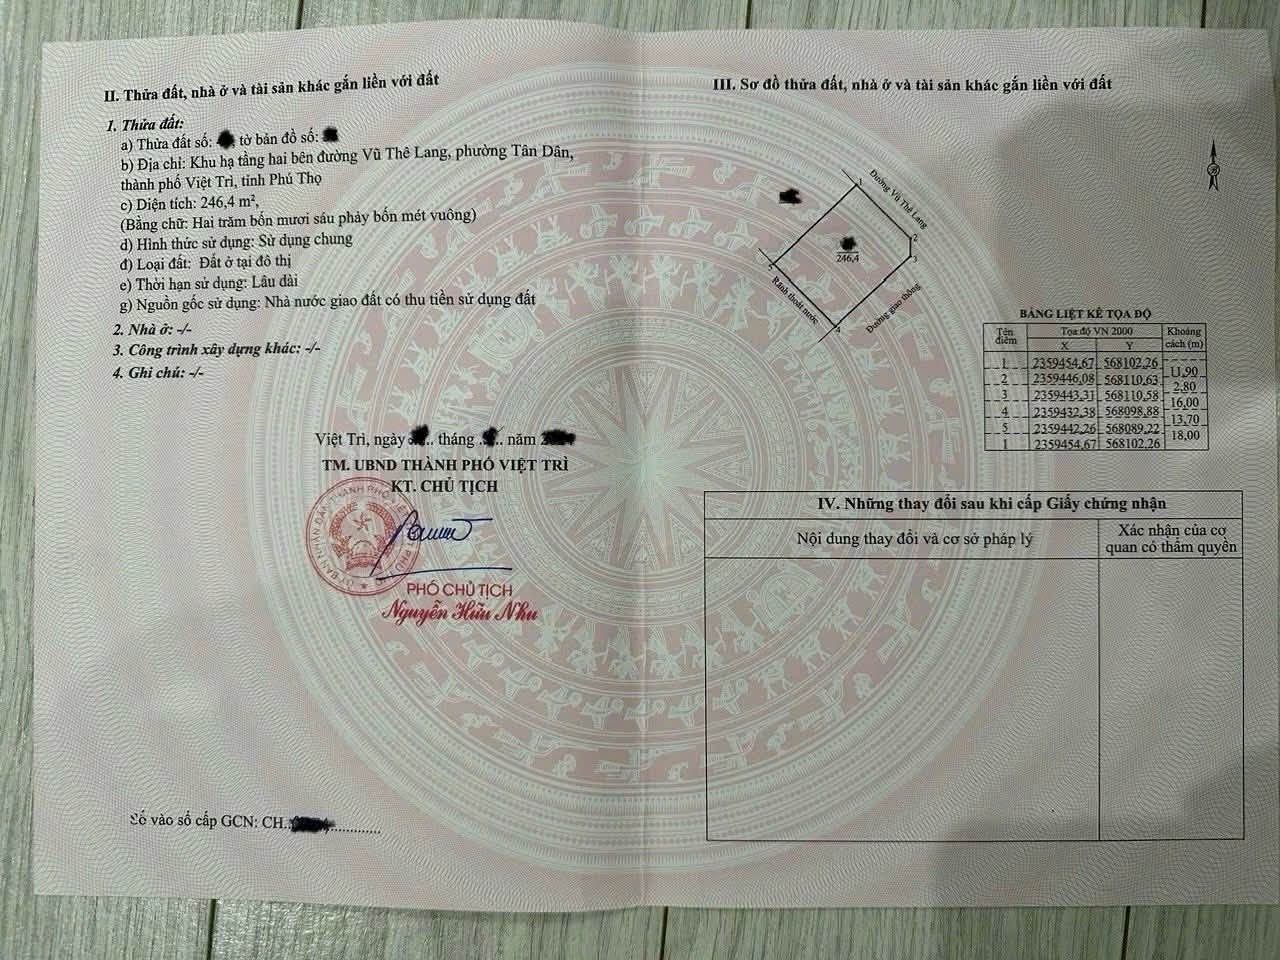 II. Thửa đất, nhà ở và tài sản khác gắn liền với đất
1. Thửa đất:
a) Thửa đất số: tờ bản đồ số:
b) Địa chỉ: Khu hạ tầng hai bên đường Vũ Thê Lang, phường Tân Dân,
thành phố Việt Trì, tỉnh Phú Thọ
c) Diện tích: 246,4 m²,
(Bằng chữ: Hai trăm bốn mươi sáu phảy bốn mét vuông)
d) Hình thức sử dụng: Sử dụng chung
đ) Loại đất: Đất ở tại đô thị
e) Thời hạn sử dụng: Lâu dài
g) Nguồn gốc sử dụng: Nhà nước giao đất có thu tiền sử dụng đất
2. Nhà ở: -/-
3. Công trình xây dựng khác: -/-
4. Ghi chú: -/-
Việt Trì, ngày tháng năm
TM. UBND THÀNH PHỐ VIỆT TRÌ
KT. CHỦ TỊCH
PHÓ CHỦ TỊCH
Nguyễn Hữu Nhu
Số vào sổ cấp GCN: CH.
III. Sơ đồ thửa đất, nhà ở và tài sản khác gắn liền với đất
1
Đường Vũ Thê Lang
2
3
246,4
5
Rãnh thoát nước
4
Đường giao thông
BẢNG LIỆT KÊ TỌA ĐỘ
Tên điểm Tọa độ VN 2000 Khoảng cách (m)
X Y
1 2359454,67 568102,26
11,90
2 2359446,08 568110,63
2,80
3 2359443,31 568110,58
16,00
4 2359432,38 568098,88
13,70
5 2359442,26 568089,22
18,00
1 2359454,67 568102,26
IV. Những thay đổi sau khi cấp Giấy chứng nhận
Nội dung thay đổi và cơ sở pháp lý
Xác nhận của cơ
quan có thẩm quyền